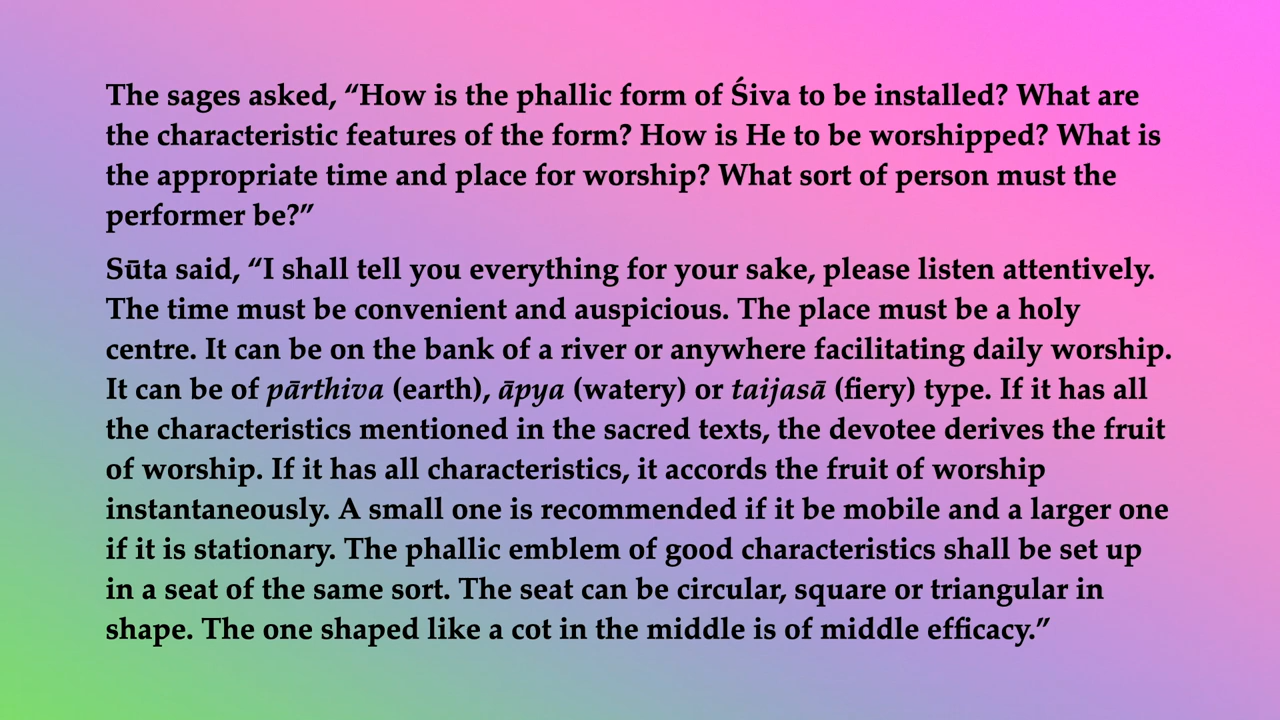 The sages asked, “How is the phallic form of Śiva to be installed? What are
the characteristic features of the form? How is He to be worshipped? What is
the appropriate time and place for worship? What sort of person must the
performer be?”
Sūta said, “I shall tell you everything for your sake, please listen attentively.
The time must be convenient and auspicious. The place must be a holy
centre. It can be on the bank of a river or anywhere facilitating daily worship.
It can be of pārthiva (earth), āpya (watery) or taijasā (fiery) type. If it has all
the characteristics mentioned in the sacred texts, the devotee derives the fruit
of worship. If it has all characteristics, it accords the fruit of worship
instantaneously. A small one is recommended if it be mobile and a larger one
if it is stationary. The phallic emblem of good characteristics shall be set up
in a seat of the same sort. The seat can be circular, square or triangular in
shape. The one shaped like a cot in the middle is of middle efficacy.”